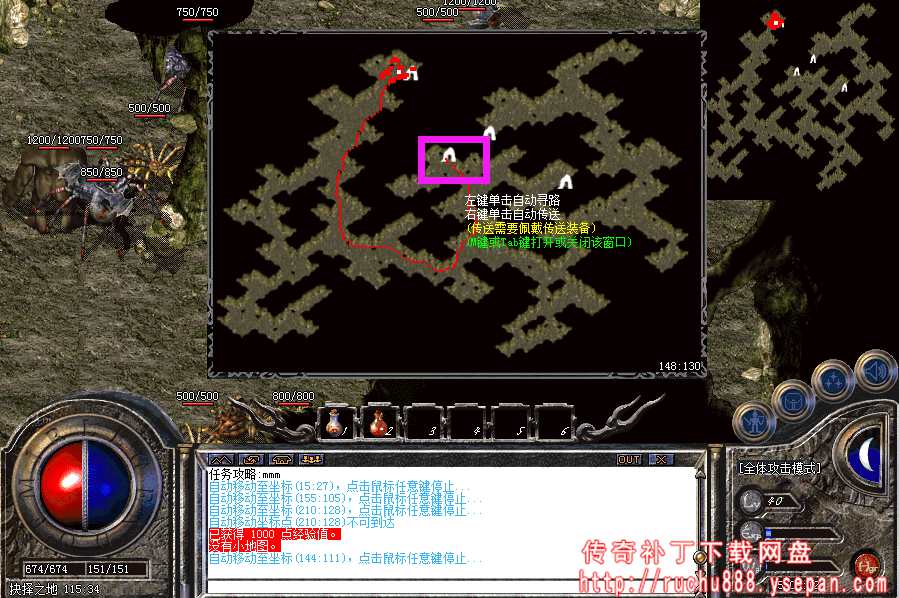 750/750
1200/1200
500/500
500/500
1200/1200750/750
850/850
左键单击自动寻路
右键单击自动传送
(传送需要佩戴传送装备)
(M键或Tab键打开或关闭该窗口)
148:130
500/500
800/800
1
2
3
4
5
6
OUT
任务攻略:mmm
自动移动至坐标(15:27)，点击鼠标任意键停止...
自动移动至坐标(155:105)，点击鼠标任意键停止...
自动移动至坐标(210:128)，点击鼠标任意键停止...
自动移动坐标点(210:128)不可到达
已获得 1000 点经验值。
没有小地图。
自动移动至坐标(144:111)，点击鼠标任意键停止...
[全体攻击模式]
Lv
40
Exp
674/674
151/151
抉择之地 115:34
传奇补丁下载网盘
http://ruchu888.ysepan.com